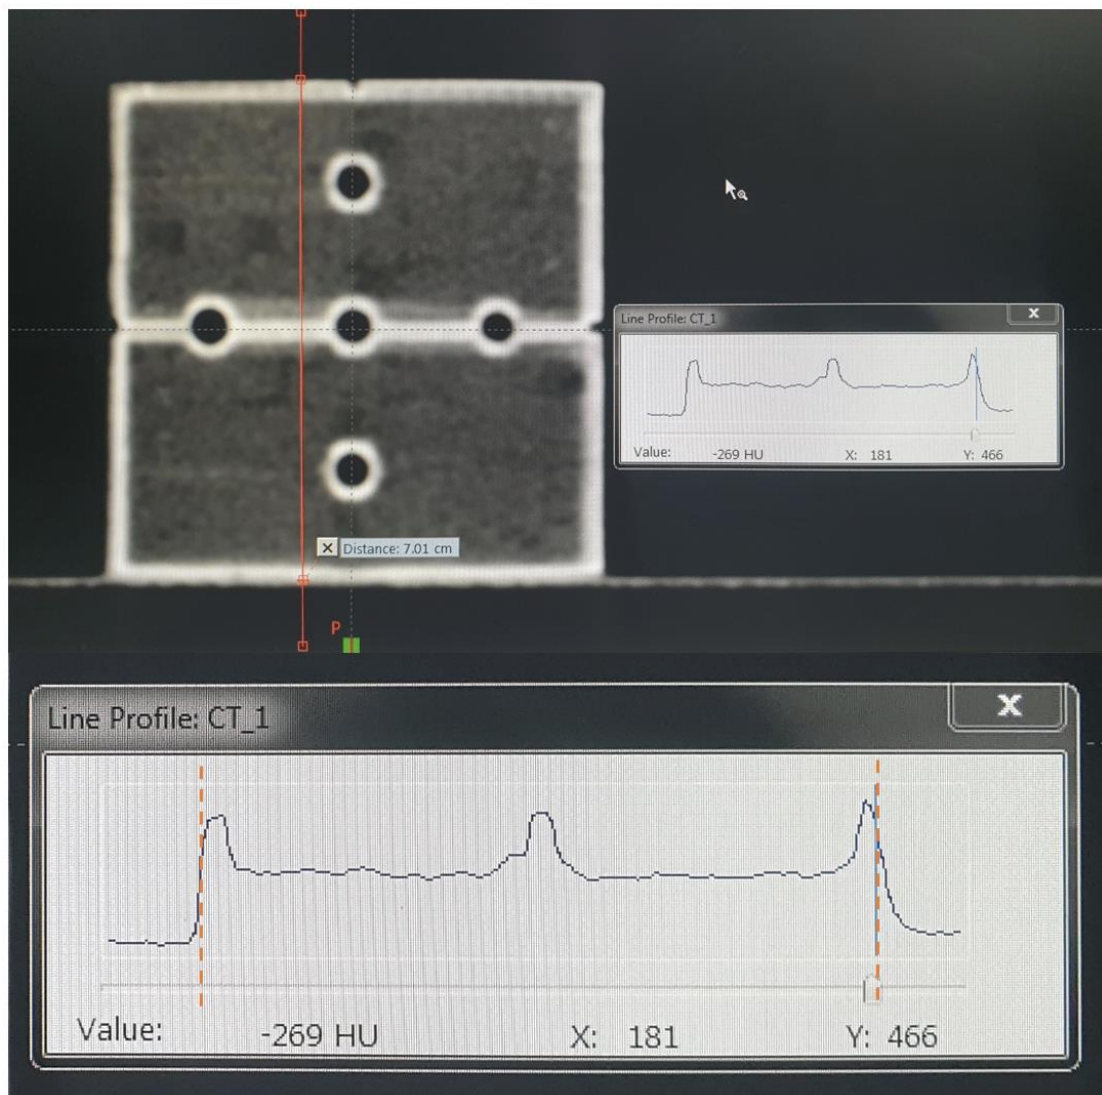 Line Profile: CT_1
X
Value: -269 HU X: 181 Y: 466
X Distance: 7.01 cm
P
Line Profile: CT_1
X
Value: -269 HU X: 181 Y: 466